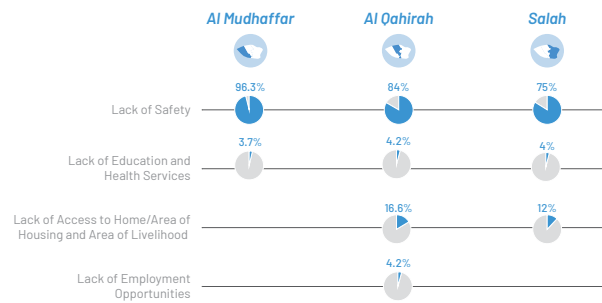 Al Mudhaffar Al Qahirah Salah
96.3% 84% 75%
Lack of Safety
3.7% 4.2% 4%
Lack of Education and
Health Services
16.6% 12%
Lack of Access to Home/Area of
Housing and Area of Livelihood
4.2%
Lack of Employment
Opportunities